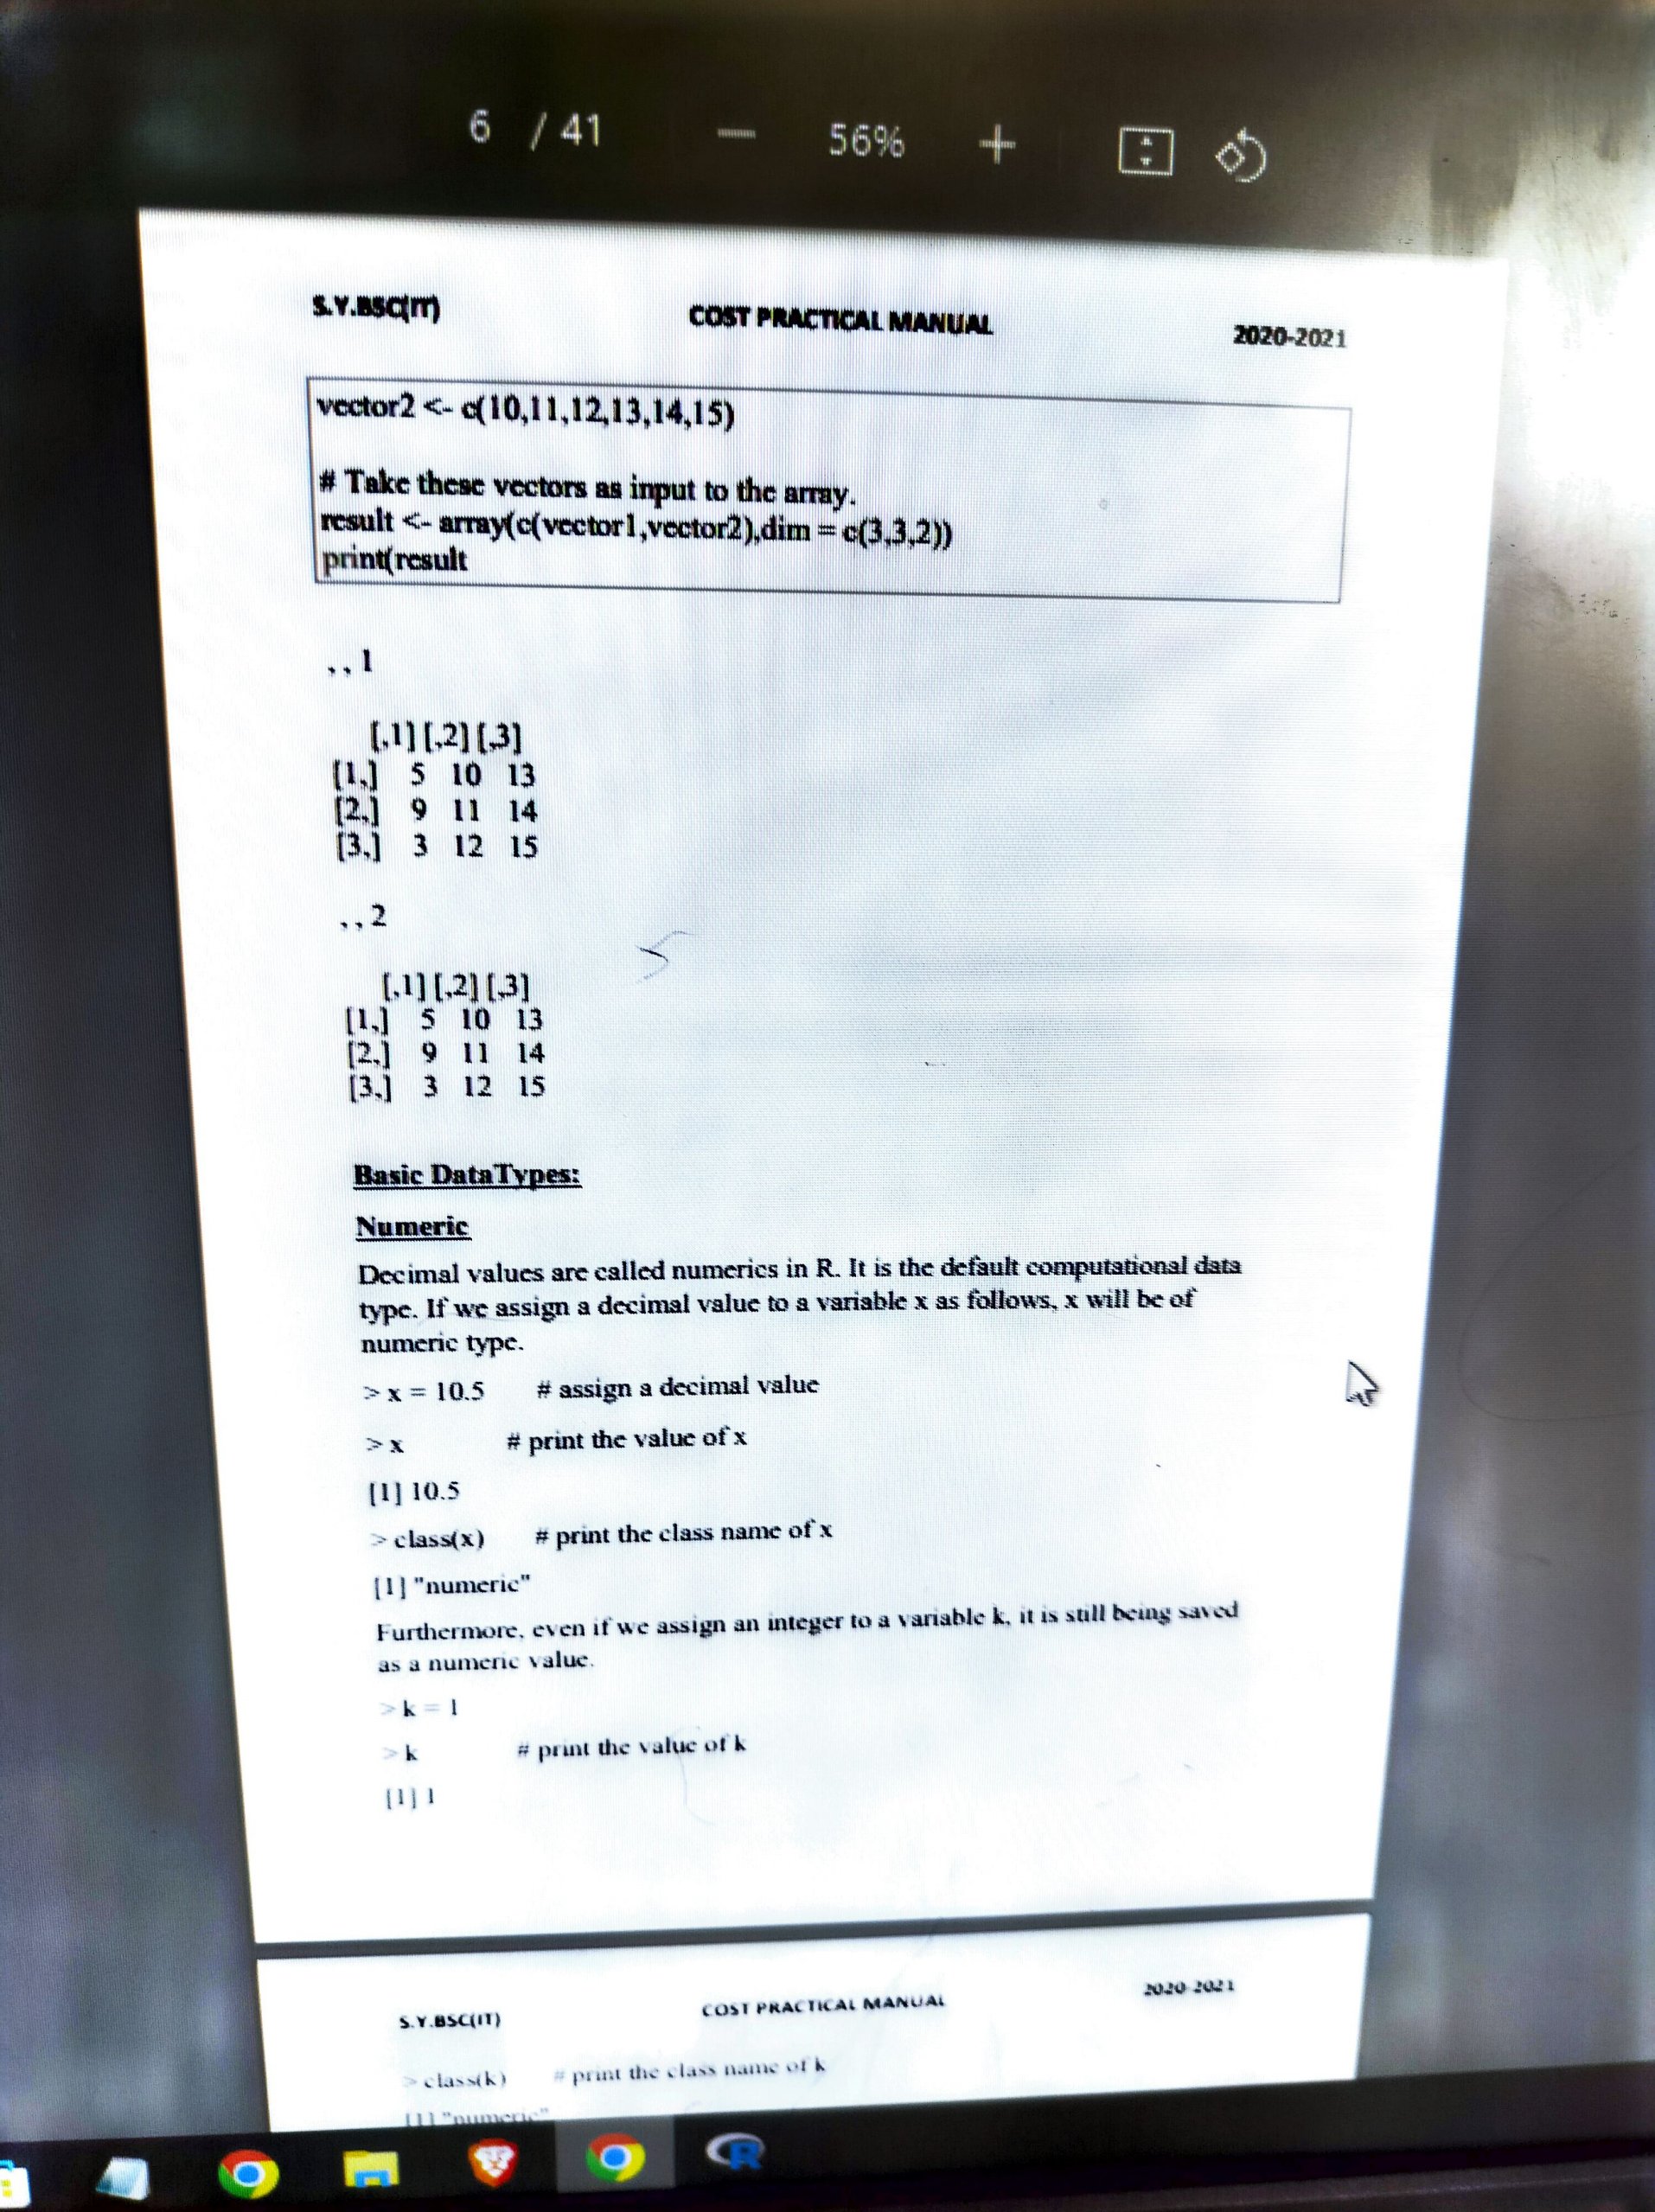 6 / 41 56%
S.Y.BSC(IT) COST PRACTICAL MANUAL 2020-2021
vector2 <- c(10,11,12,13,14,15)
# Take these vectors as input to the array.
result <- array(c(vector1,vector2),dim = c(3,3,2))
print(result
, , 1
[,1] [,2] [,3]
[1,] 5 10 13
[2,] 9 11 14
[3,] 3 12 15
, , 2
[,1] [,2] [,3]
[1,] 5 10 13
[2,] 9 11 14
[3,] 3 12 15
Basic DataTypes:
Numeric
Decimal values are called numerics in R. It is the default computational data
type. If we assign a decimal value to a variable x as follows, x will be of
numeric type.
> x = 10.5 # assign a decimal value
> x # print the value of x
[1] 10.5
> class(x) # print the class name of x
[1] "numeric"
Furthermore, even if we assign an integer to a variable k, it is still being saved
as a numeric value.
> k = 1
> k # print the value of k
[1] 1
S.Y.BSC(IT) COST PRACTICAL MANUAL 2020-2021
> class(k) # print the class name of k
[1] "numeric"
R